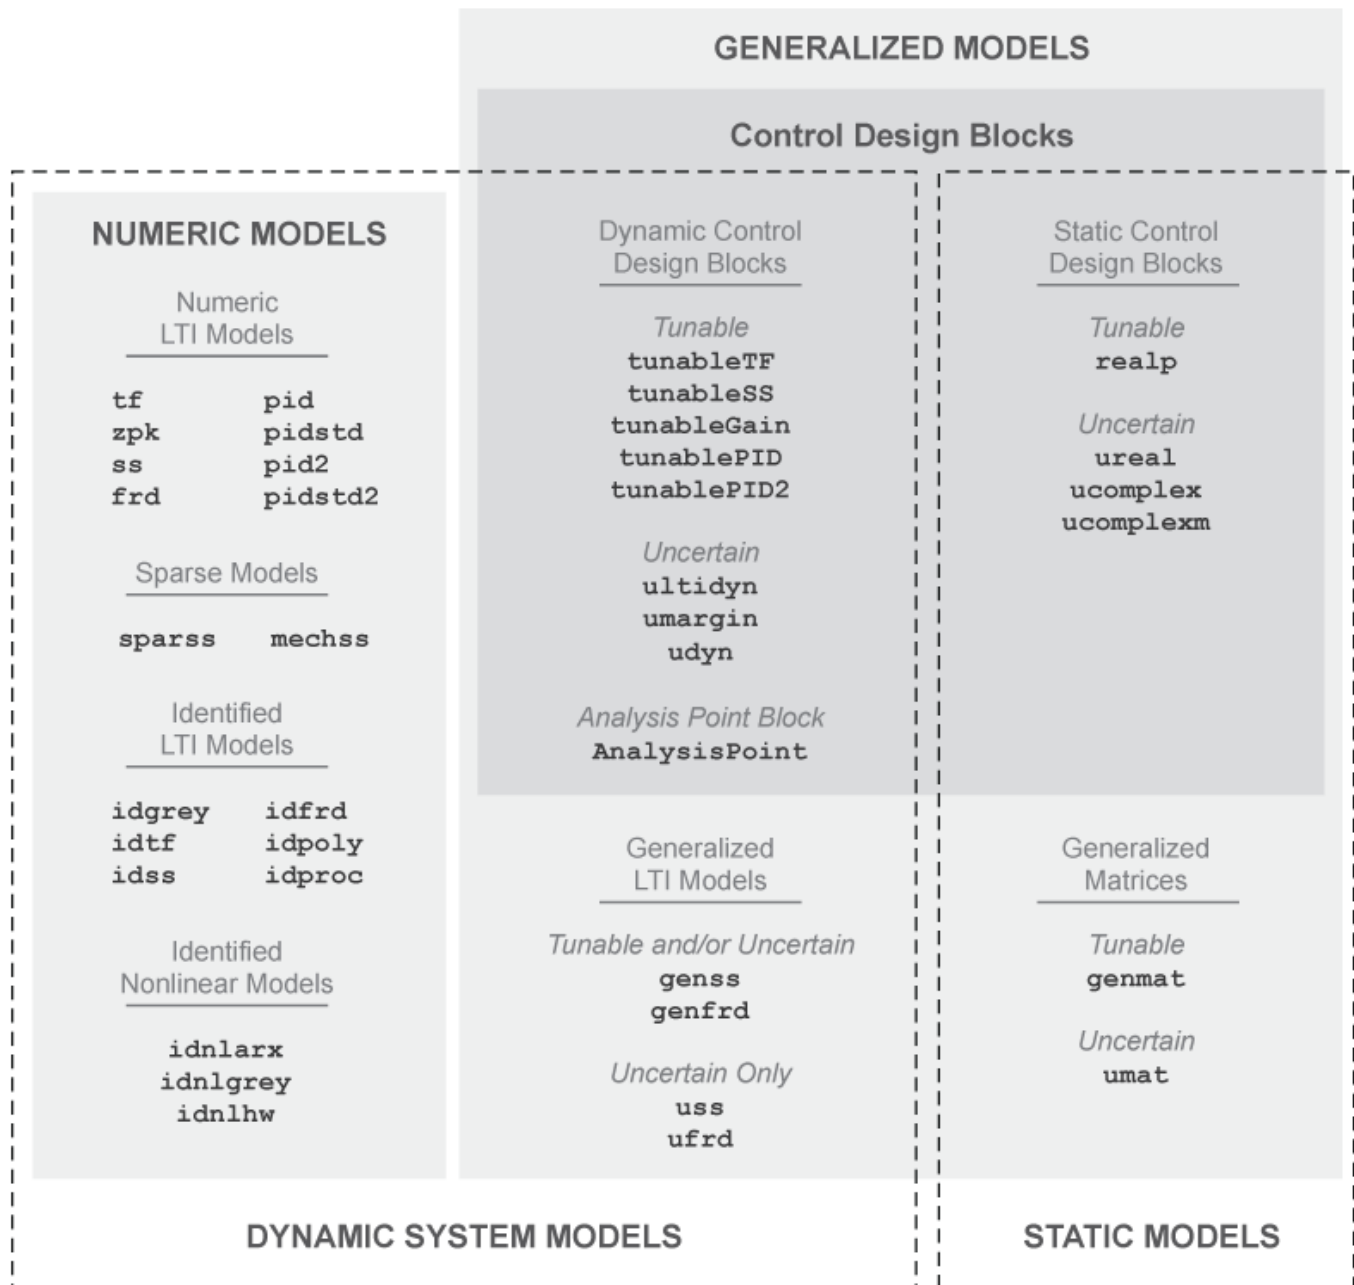 GENERALIZED MODELS
Control Design Blocks
NUMERIC MODELS
Numeric
LTI Models
tf pid
zpk pidstd
ss pid2
frd pidstd2
Sparse Models
sparss mechss
Identified
LTI Models
idgrey idfrd
idtf idpoly
idss idproc
Identified
Nonlinear Models
idnlarx
idnlgrey
idnlhw
Dynamic Control
Design Blocks
Tunable
tunableTF
tunableSS
tunableGain
tunablePID
tunablePID2
Uncertain
ultidyn
umargin
udyn
Analysis Point Block
AnalysisPoint
Generalized
LTI Models
Tunable and/or Uncertain
genss
genfrd
Uncertain Only
uss
ufrd
Static Control
Design Blocks
Tunable
realp
Uncertain
ureal
ucomplex
ucomplexm
Generalized
Matrices
Tunable
genmat
Uncertain
umat
DYNAMIC SYSTEM MODELS
STATIC MODELS